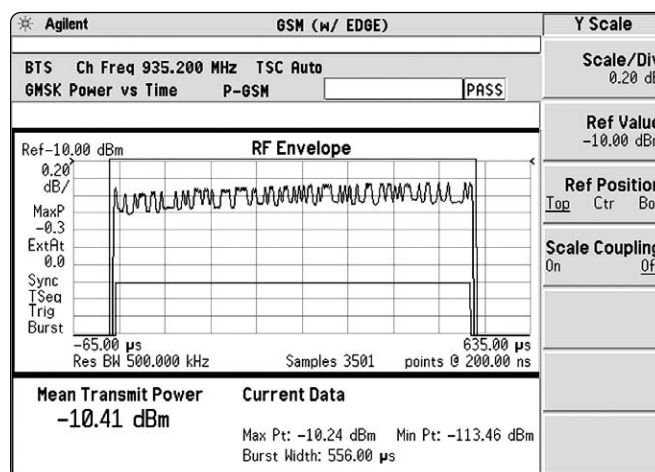 Agilent GSM (w/ EDGE) Y Scale
BTS Ch Freq 935.200 MHz TSC Auto
GMSK Power vs Time P-GSM PASS
Scale/Div
0.20 dB
Ref Value
-10.00 dBm
Ref Position
Top Ctr Bo
Scale Coupling
On Of
Ref-10.00 dBm RF Envelope
0.20
dB/
MaxP
-0.3
ExtAt
0.0
Sync
TSeq
Trig
Burst
-65.00 µs 635.00 µs
Res BW 500.000 kHz Samples 3501 points @ 200.00 ns
Mean Transmit Power
-10.41 dBm
Current Data
Max Pt: -10.24 dBm Min Pt: -113.46 dBm
Burst Width: 556.00 µs